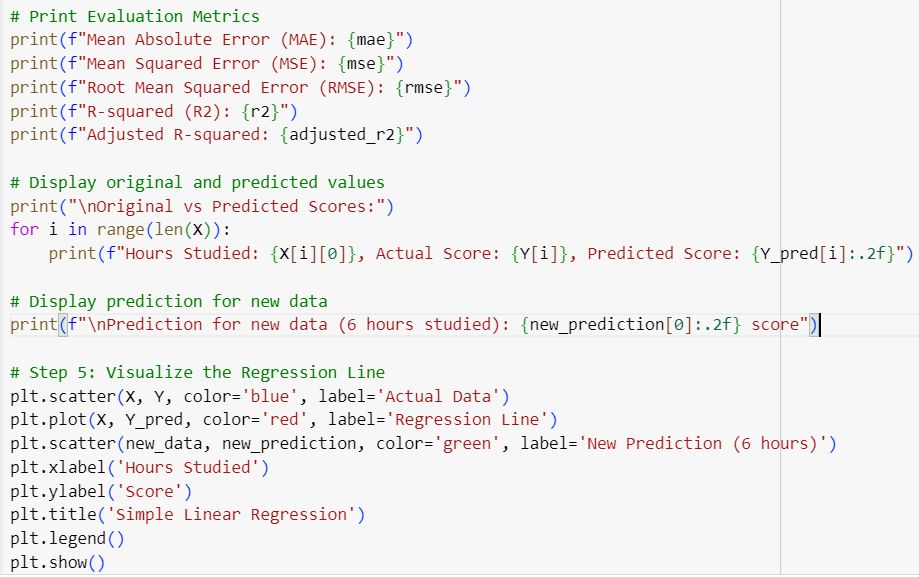 # Print Evaluation Metrics
print(f"Mean Absolute Error (MAE): {mae}")
print(f"Mean Squared Error (MSE): {mse}")
print(f"Root Mean Squared Error (RMSE): {rmse}")
print(f"R-squared (R2): {r2}")
print(f"Adjusted R-squared: {adjusted_r2}")

# Display original and predicted values
print("\nOriginal vs Predicted Scores:")
for i in range(len(X)):
    print(f"Hours Studied: {X[i][0]}, Actual Score: {Y[i]}, Predicted Score: {Y_pred[i]:.2f}")

# Display prediction for new data
print(f"\nPrediction for new data (6 hours studied): {new_prediction[0]:.2f} score")

# Step 5: Visualize the Regression Line
plt.scatter(X, Y, color='blue', label='Actual Data')
plt.plot(X, Y_pred, color='red', label='Regression Line')
plt.scatter(new_data, new_prediction, color='green', label='New Prediction (6 hours)')
plt.xlabel('Hours Studied')
plt.ylabel('Score')
plt.title('Simple Linear Regression')
plt.legend()
plt.show()